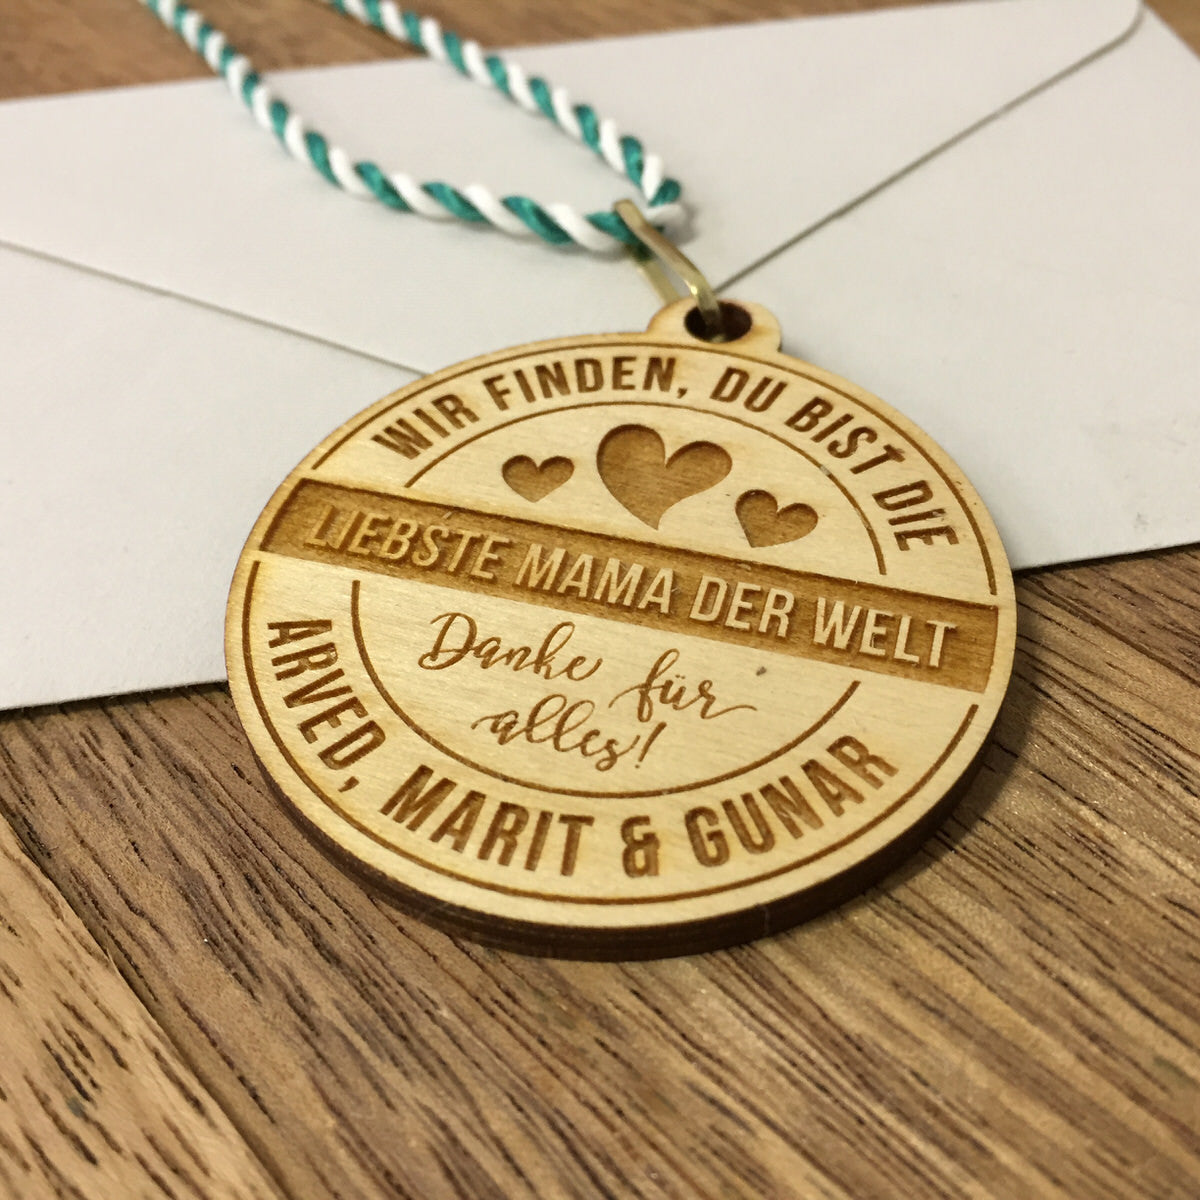 WIR FINDEN, DU BIST DIE
LIEBSTE MAMA DER WELT
Danke für
alles!
ARVED, MARIT & GUNAR